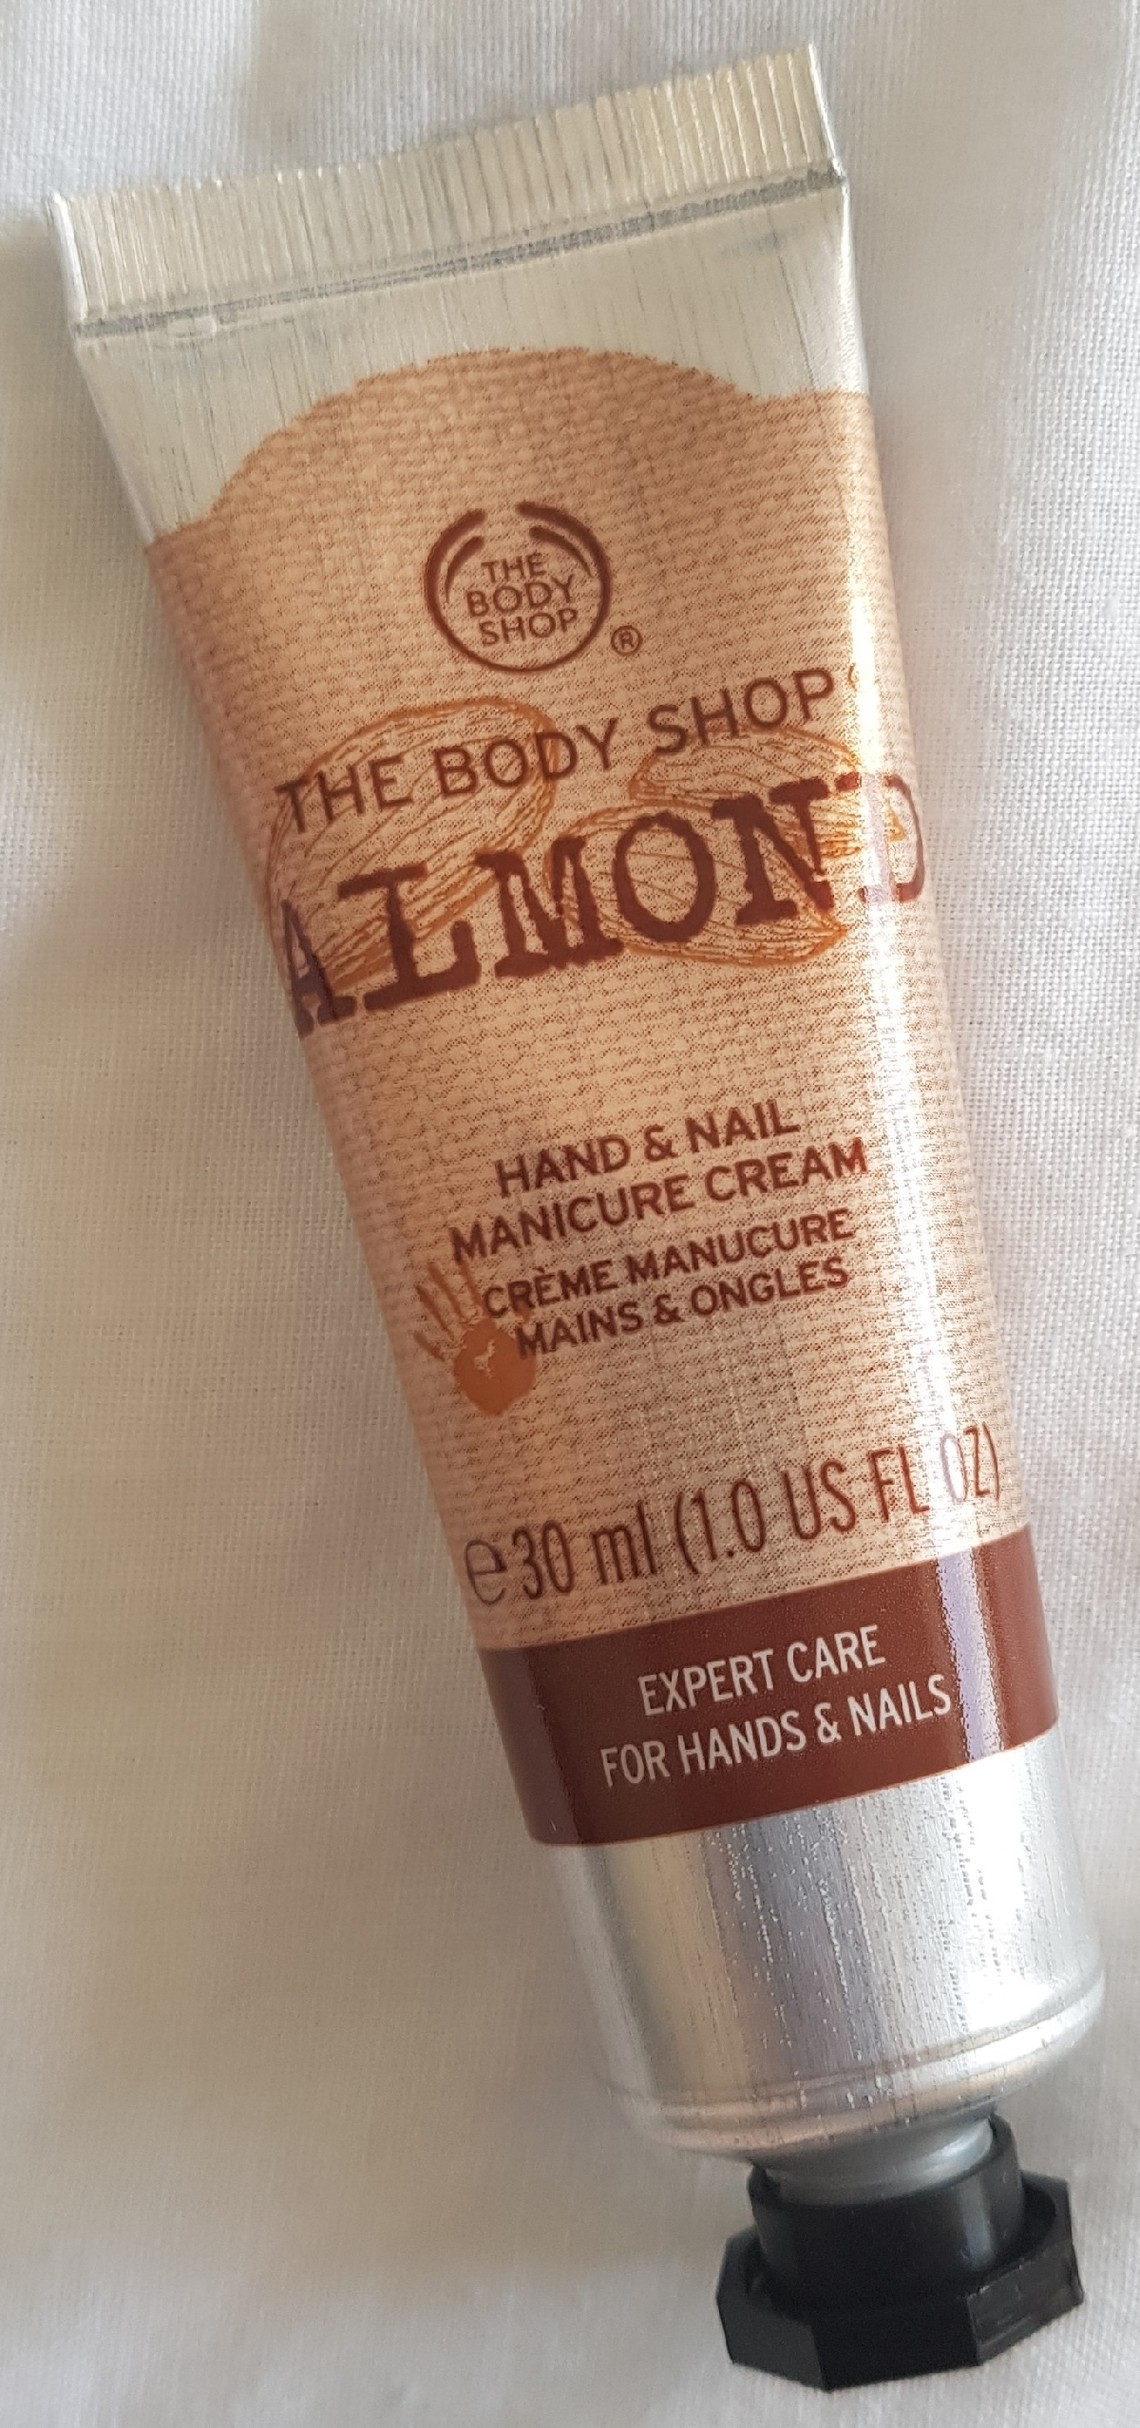 THE
BODY
SHOP
®
THE BODY SHOP
ALMOND
HAND & NAIL
MANICURE CREAM
CRÈME MANUCURE
MAINS & ONGLES
℮ 30 ml (1.0 US FL OZ)
EXPERT CARE
FOR HANDS & NAILS